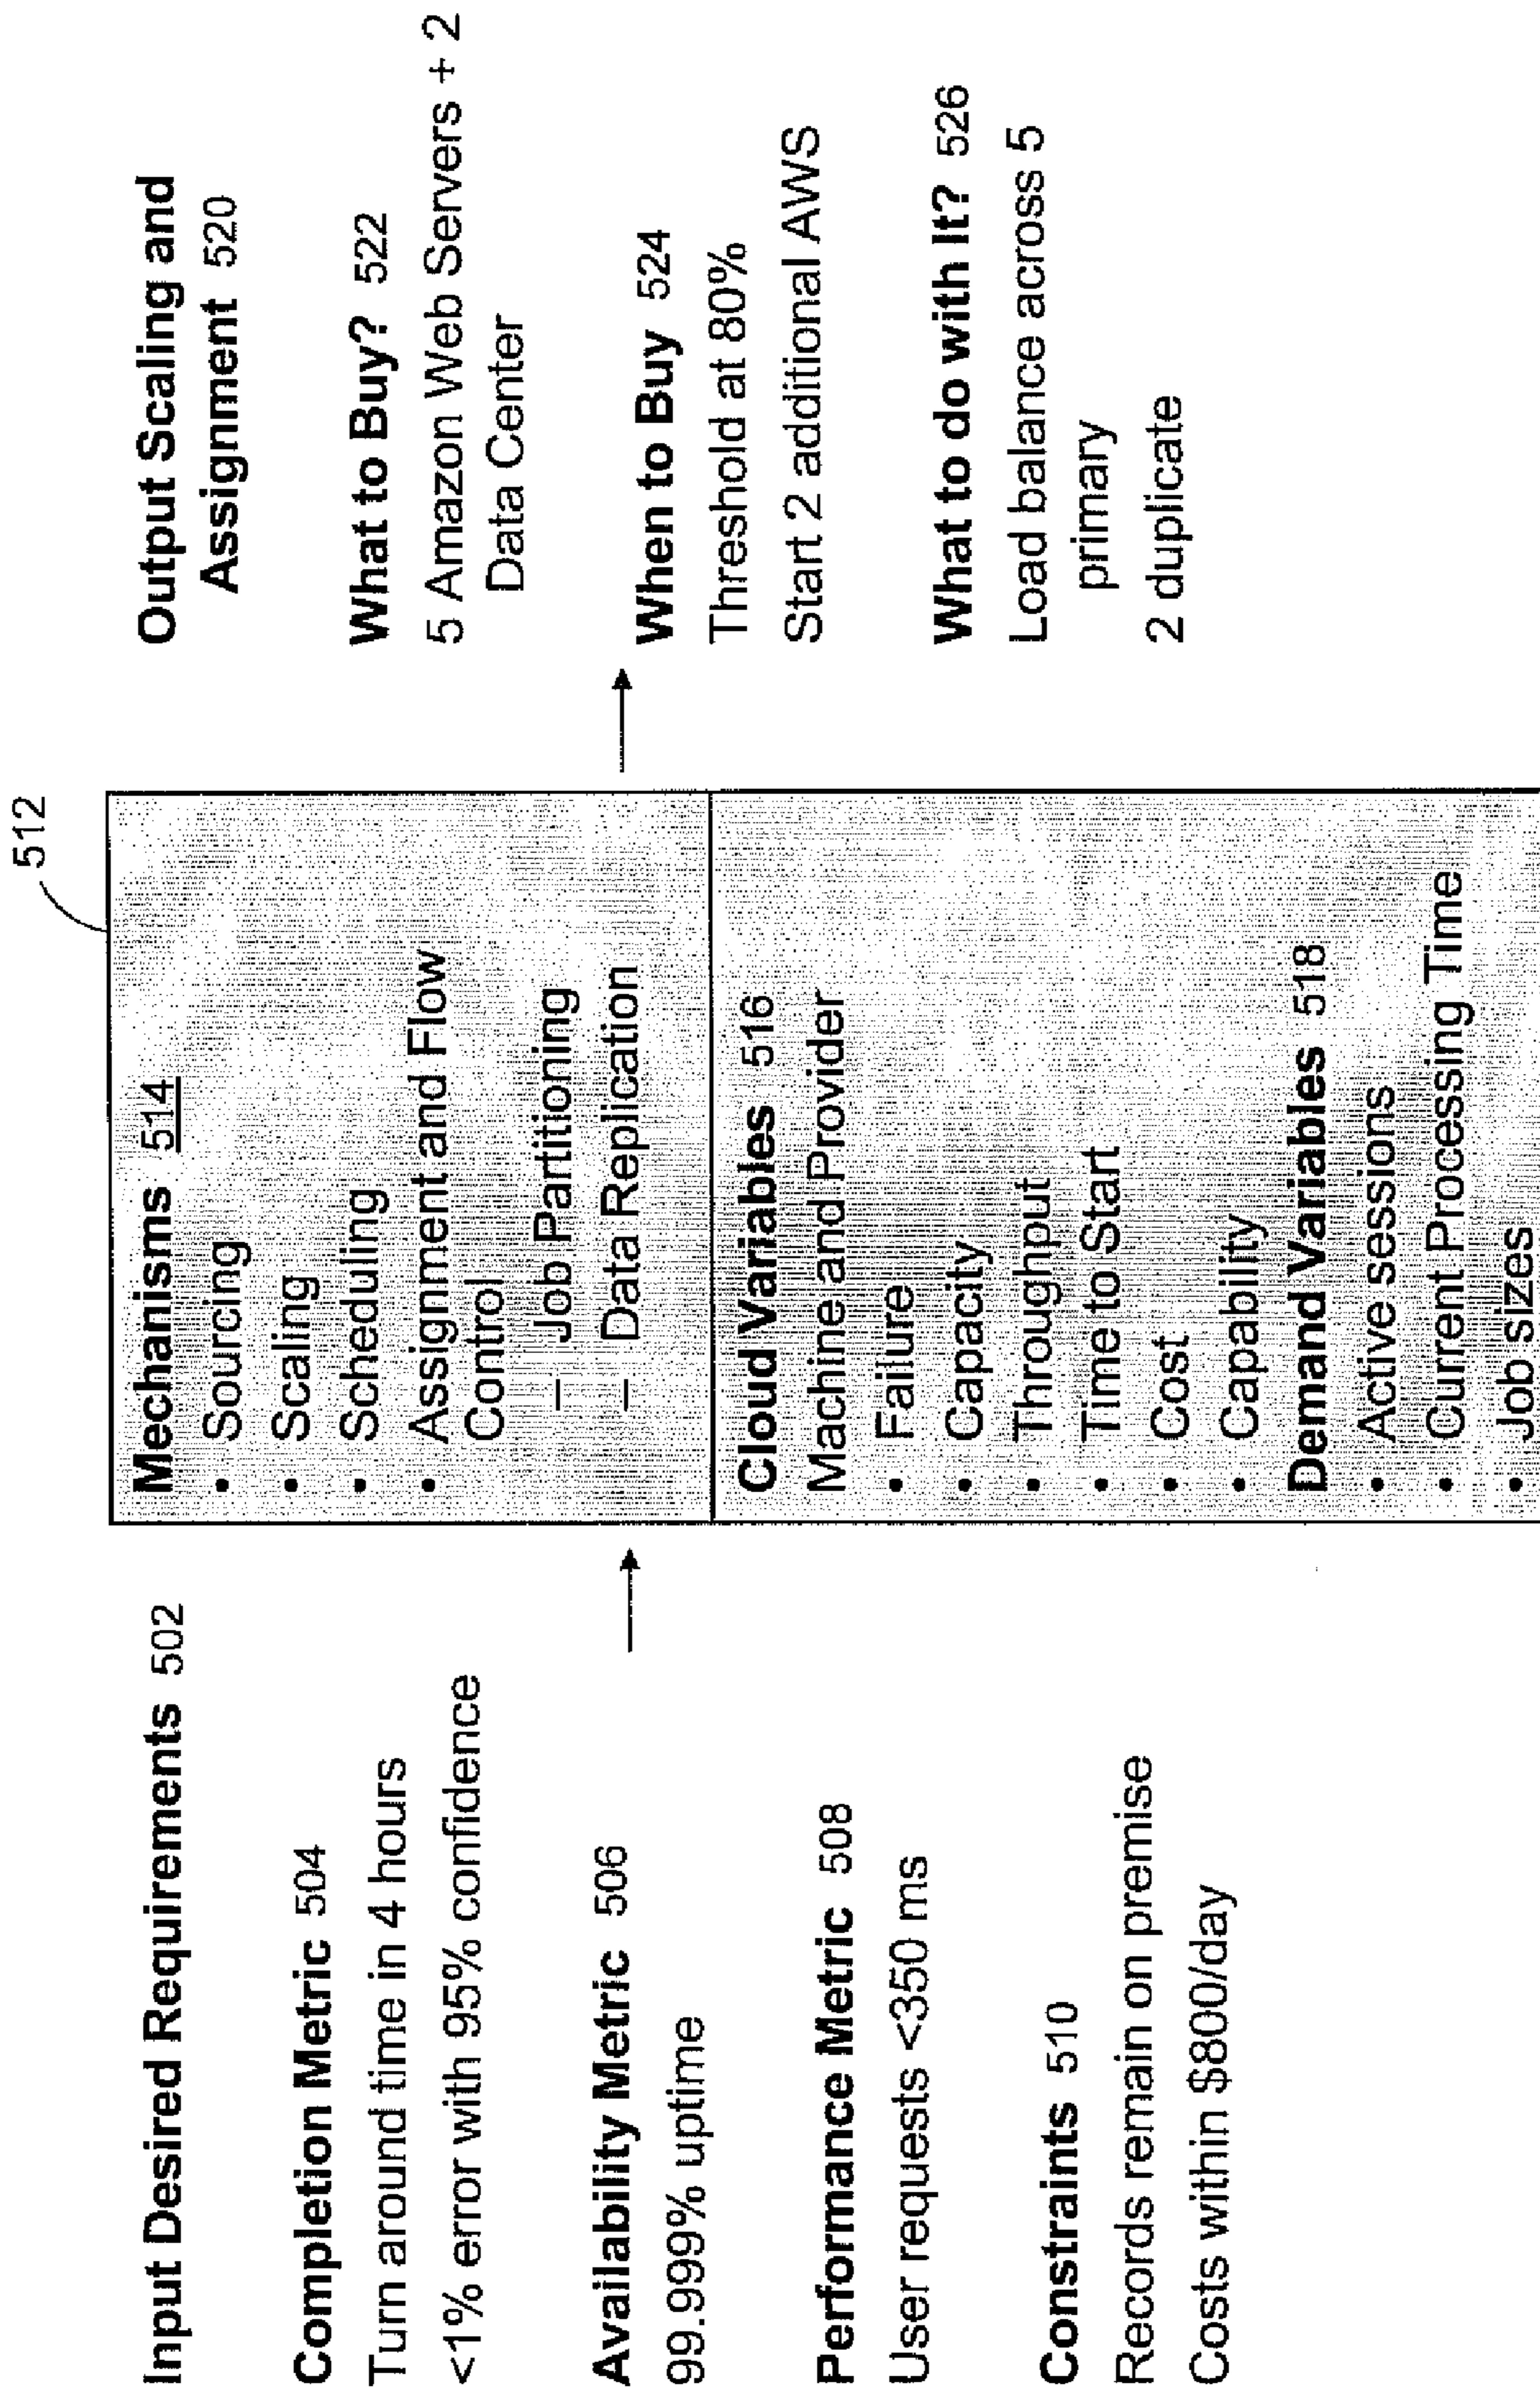 Input Desired Requirements 502
Completion Metric 504
Turn around time in 4 hours
<1% error with 95% confidence
Availability Metric 506
99.999% uptime
Performance Metric 508
User requests <350 ms
Constraints 510
Records remain on premise
Costs within $800/day
512
Mechanisms 514
• Sourcing
• Scaling
• Scheduling
• Assignment and Flow
Control
– Job Partitioning
– Data Replication
Cloud Variables 516
Machine and Provider
• Failure
• Capacity
• Throughput
• Time to Start
• Cost
• Capability
Demand Variables 518
• Active sessions
• Current Processing Time
• Job sizes
Output Scaling and
Assignment 520
What to Buy? 522
5 Amazon Web Servers + 2
Data Center
When to Buy 524
Threshold at 80%
Start 2 additional AWS
What to do with It? 526
Load balance across 5
primary
2 duplicate